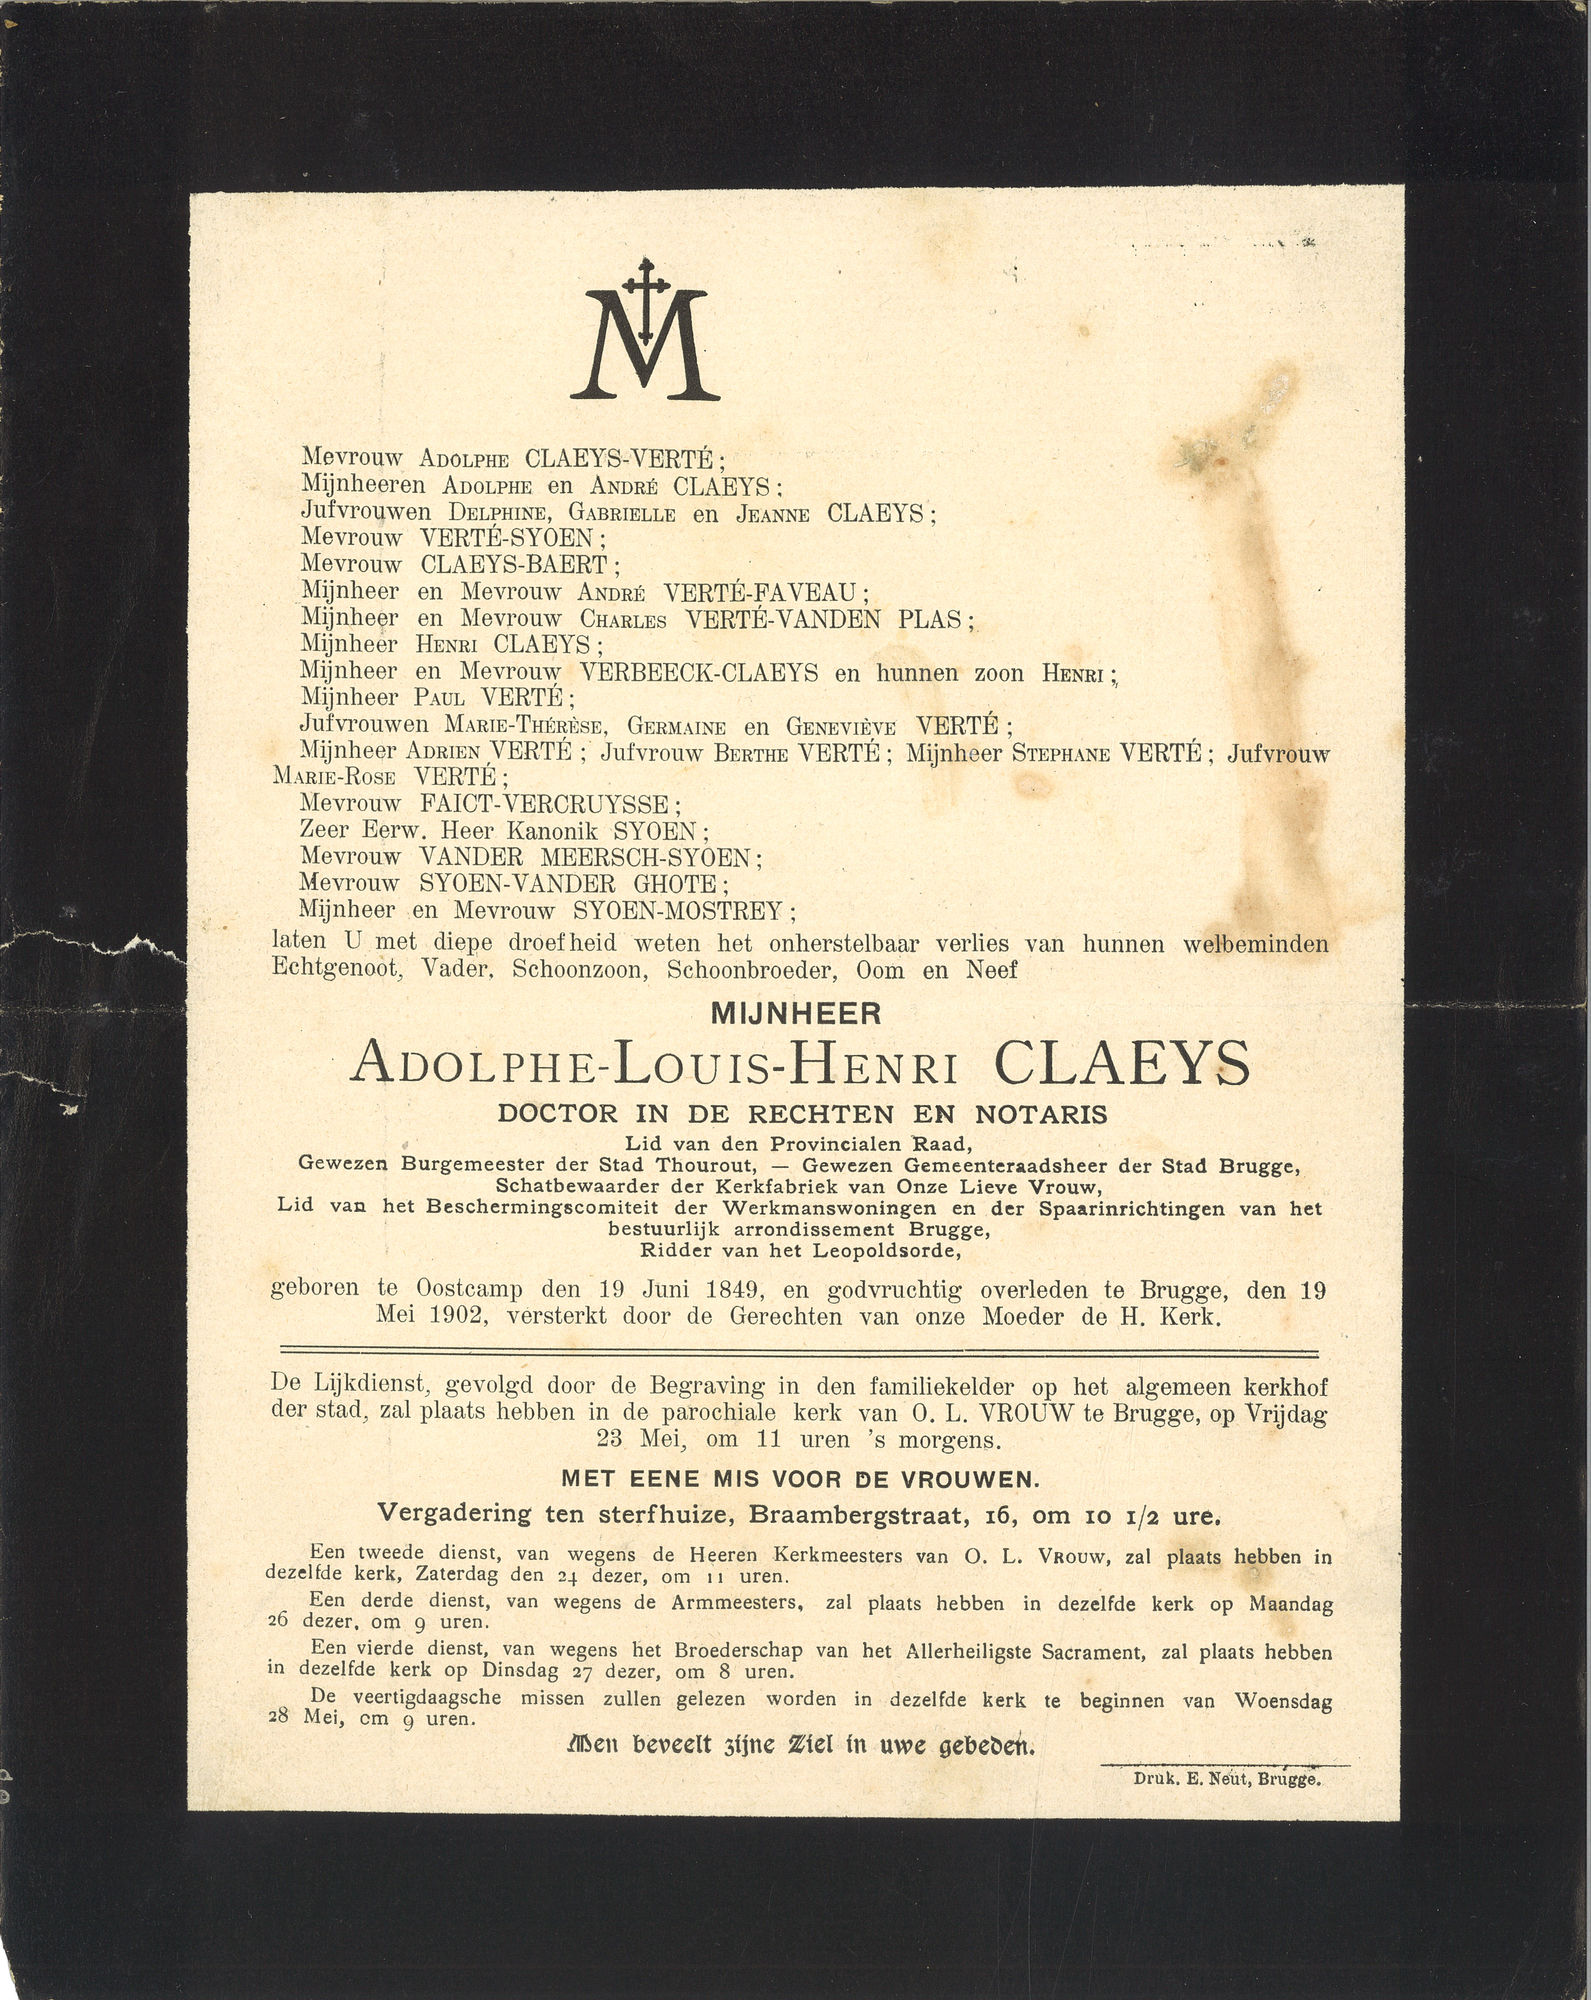 M
Mevrouw ADOLPHE CLAEYS-VERTÉ;
Mijnheeren ADOLPHE en ANDRÉ CLAEYS;
Jufvrouwen DELPHINE, GABRIELLE en JEANNE CLAEYS;
Mevrouw VERTÉ-SYOEN;
Mevrouw CLAEYS-BAERT;
Mijnheer en Mevrouw ANDRÉ VERTÉ-FAVEAU;
Mijnheer en Mevrouw CHARLES VERTÉ-VANDEN PLAS;
Mijnheer HENRI CLAEYS;
Mijnheer en Mevrouw VERBEECK-CLAEYS en hunnen zoon HENRI;
Mijnheer PAUL VERTÉ;
Jufvrouwen MARIE-THÉRÈSE, GERMAINE en GENEVIÈVE VERTÉ;
Mijnheer ADRIEN VERTÉ; Jufvrouw BERTHE VERTÉ; Mijnheer STEPHANE VERTÉ; Jufvrouw
MARIE-ROSE VERTÉ;
Mevrouw FAICT-VERCRUYSSE;
Zeer Eerw. Heer Kanonik SYOEN;
Mevrouw VANDER MEERSCH-SYOEN;
Mevrouw SYOEN-VANDER GHOTE;
Mijnheer en Mevrouw SYOEN-MOSTREY;
laten U met diepe droefheid weten het onherstelbaar verlies van hunnen welbeminden
Echtgenoot, Vader, Schoonzoon, Schoonbroeder, Oom en Neef
MIJNHEER
ADOLPHE-LOUIS-HENRI CLAEYS
DOCTOR IN DE RECHTEN EN NOTARIS
Lid van den Provincialen Raad,
Gewezen Burgemeester der Stad Thourout, — Gewezen Gemeenteraadsheer der Stad Brugge,
Schatbewaarder der Kerkfabriek van Onze Lieve Vrouw,
Lid van het Beschermingscomiteit der Werkmanswoningen en der Spaarinrichtingen van het
bestuurlijk arrondissement Brugge,
Ridder van het Leopoldsorde,
geboren te Oostcamp den 19 Juni 1849, en godvruchtig overleden te Brugge, den 19
Mei 1902, versterkt door de Gerechten van onze Moeder de H. Kerk.
De Lijkdienst, gevolgd door de Begraving in den familiekelder op het algemeen kerkhof
der stad, zal plaats hebben in de parochiale kerk van O. L. VROUW te Brugge, op Vrijdag
23 Mei, om 11 uren 's morgens.
MET EENE MIS VOOR DE VROUWEN.
Vergadering ten sterfhuize, Braambergstraat, 16, om 10 1/2 ure.
Een tweede dienst, van wegens de Heeren Kerkmeesters van O. L. VROUW, zal plaats hebben in
dezelfde kerk, Zaterdag den 24 dezer, om 11 uren.
Een derde dienst, van wegens de Armmeesters, zal plaats hebben in dezelfde kerk op Maandag
26 dezer, om 9 uren.
Een vierde dienst, van wegens het Broederschap van het Allerheiligste Sacrament, zal plaats hebben
in dezelfde kerk op Dinsdag 27 dezer, om 8 uren.
De veertigdaagsche missen zullen gelezen worden in dezelfde kerk te beginnen van Woensdag
28 Mei, om 9 uren.
Men beveelt zijne Ziel in uwe gebeden.
Druk. E. Neut, Brugge.